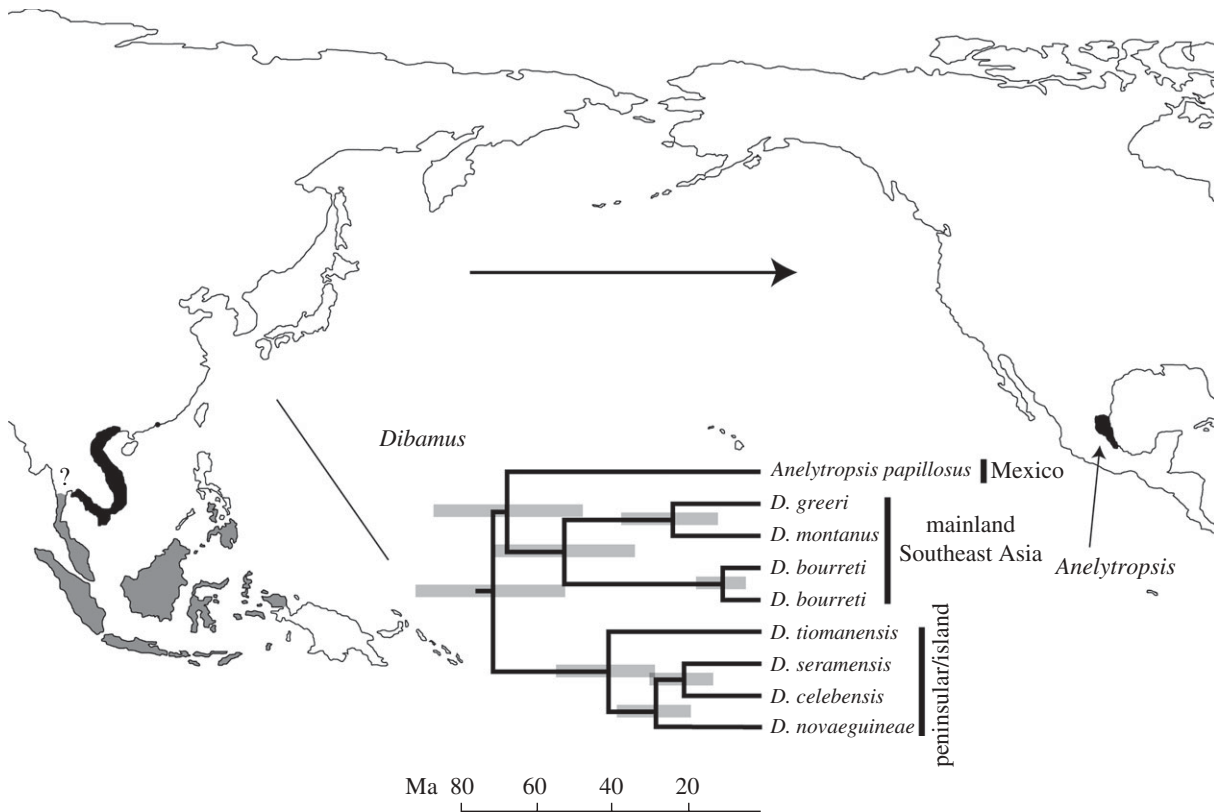 Dibamus
?
Anelytropsis papillosus
Mexico
D. greeri
D. montanus
D. bourreti
D. bourreti
mainland
Southeast Asia
Anelytropsis
D. tiomanensis
D. seramensis
D. celebensis
D. novaeguineae
peninsular/island
Ma 80 60 40 20